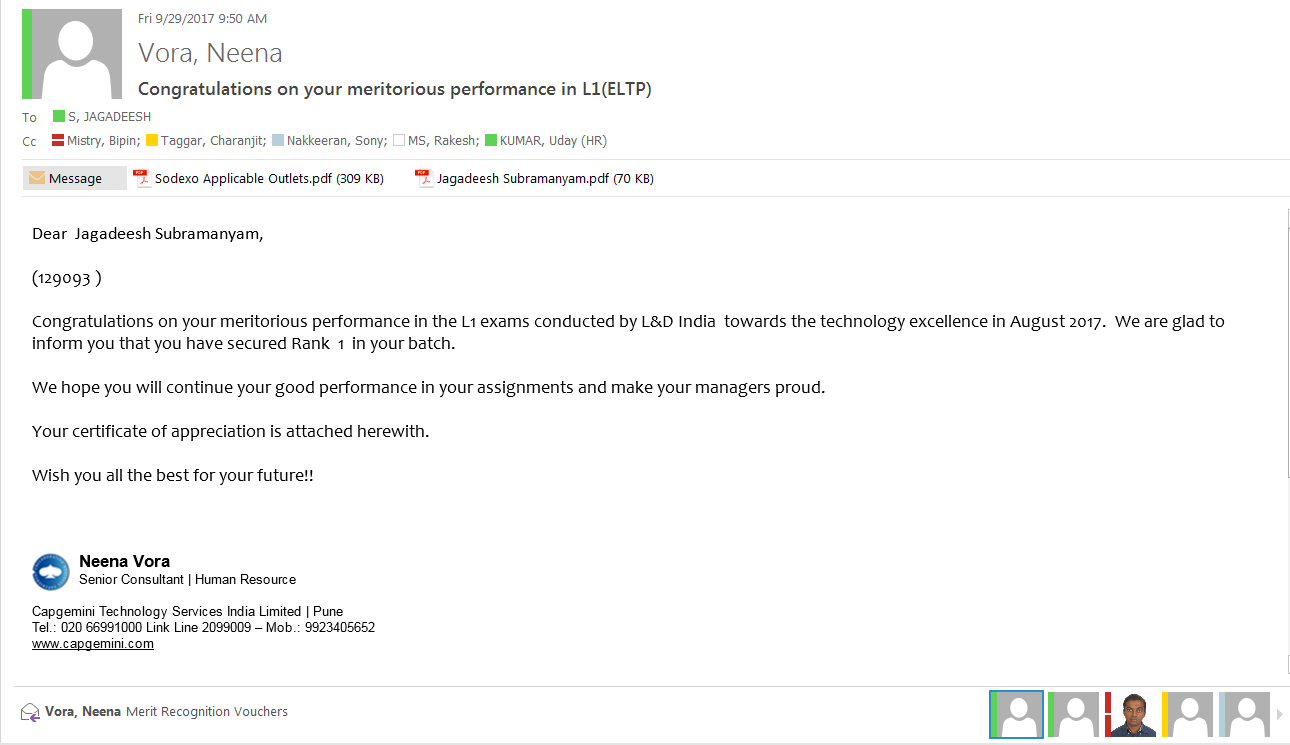 Fri 9/29/2017 9:50 AM
Vora, Neena
Congratulations on your meritorious performance in L1(ELTP)
To S, JAGADEESH
Cc Mistry, Bipin; Taggar, Charanjit; Nakkeeran, Sony; MS, Rakesh; KUMAR, Uday (HR)
Message Sodexo Applicable Outlets.pdf (309 KB) Jagadeesh Subramanyam.pdf (70 KB)
Dear Jagadeesh Subramanyam,
(129093 )
Congratulations on your meritorious performance in the L1 exams conducted by L&D India towards the technology excellence in August 2017. We are glad to
inform you that you have secured Rank 1 in your batch.
We hope you will continue your good performance in your assignments and make your managers proud.
Your certificate of appreciation is attached herewith.
Wish you all the best for your future!!
Neena Vora
Senior Consultant | Human Resource
Capgemini Technology Services India Limited | Pune
Tel.: 020 66991000 Link Line 2099009 – Mob.: 9923405652
www.capgemini.com
Vora, Neena Merit Recognition Vouchers